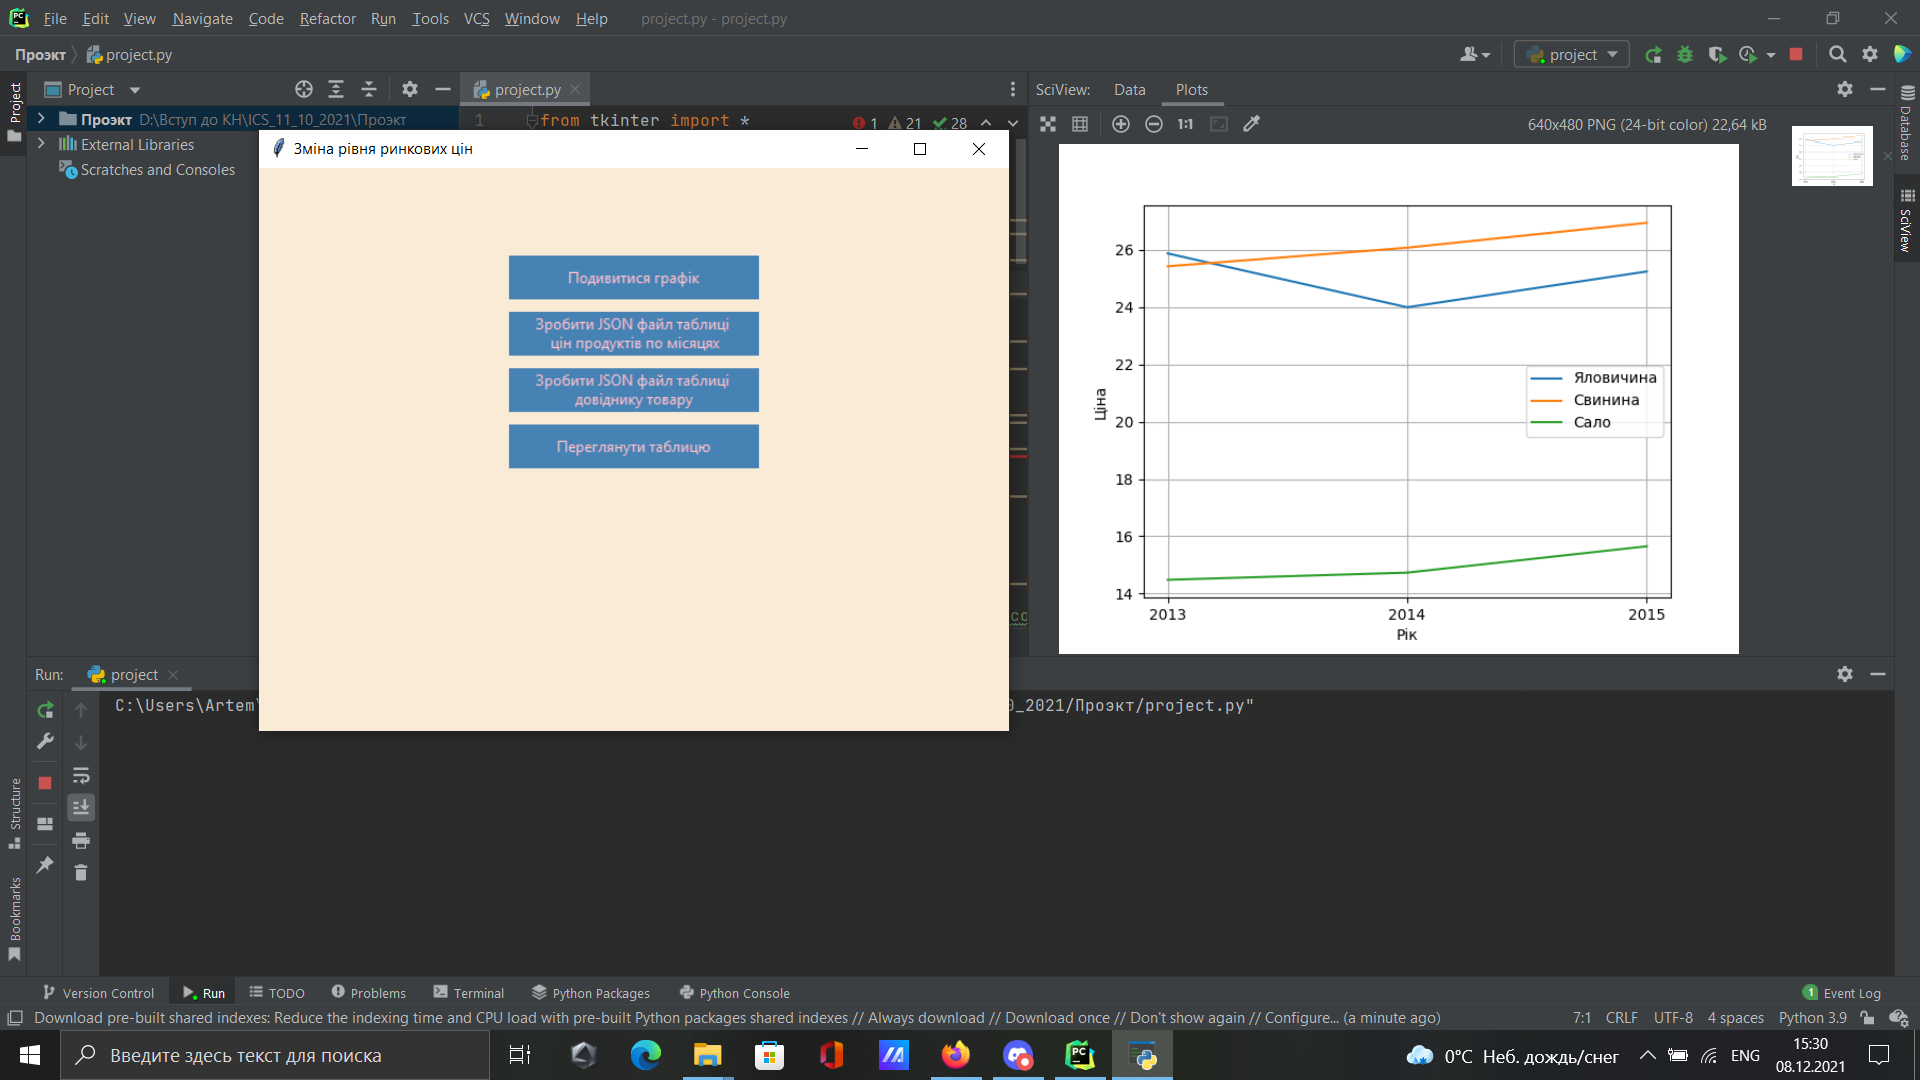 File Edit View Navigate Code Refactor Run Tools VCS Window Help project.py - project.py
Проэкт project.py project
Project project.py SciView: Data Plots
Проэкт D:\Вступ до КН\ICS_11_10_2021\Проэкт
1 from tkinter import * 1 21 28
1:1 640x480 PNG (24-bit color) 22,64 kB
External Libraries
Scratches and Consoles
Зміна рівня ринкових цін
Подивитися графік
Зробити JSON файл таблиці
цін продуктів по місяцях
Зробити JSON файл таблиці
довіднику товару
Переглянути таблицю
26
24
22
20
18
16
14
Ціна
Яловичина
Свинина
Сало
2013 2014 2015
Рік
Project
Database
SciView
Structure
Bookmarks
Run: project
C:\Users\Artem\
0_2021/Проэкт/project.py"
Version Control Run TODO Problems Terminal Python Packages Python Console 1 Event Log
Download pre-built shared indexes: Reduce the indexing time and CPU load with pre-built Python packages shared indexes // Always download // Download once // Don't show again // Configure... (a minute ago) 7:1 CRLF UTF-8 4 spaces Python 3.9
Введите здесь текст для поиска
0°C Неб. дождь/снег ENG
15:30
08.12.2021